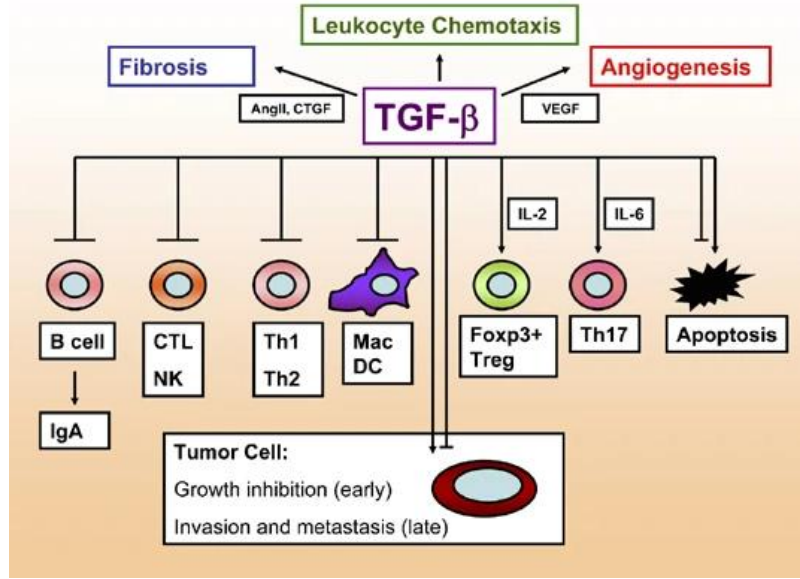 Leukocyte Chemotaxis
Fibrosis
Angiogenesis
AngII, CTGF
TGF-β
VEGF
IL-2
IL-6
B cell
CTL
NK
Th1
Th2
Mac
DC
Foxp3+
Treg
Th17
Apoptosis
IgA
Tumor Cell:
Growth inhibition (early)
Invasion and metastasis (late)